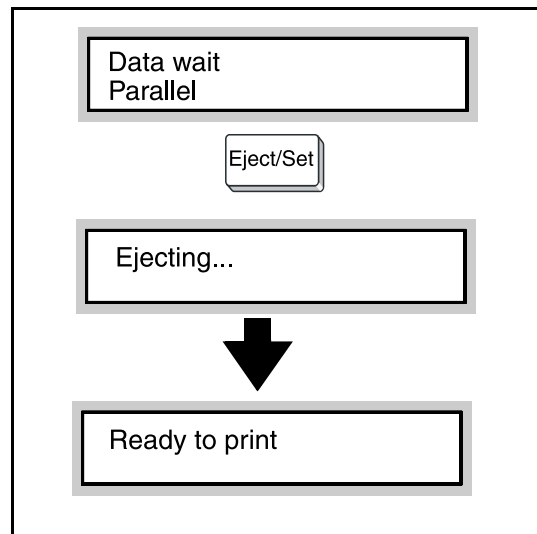 Data wait
Parallel
Eject/Set
Ejecting...
Ready to print